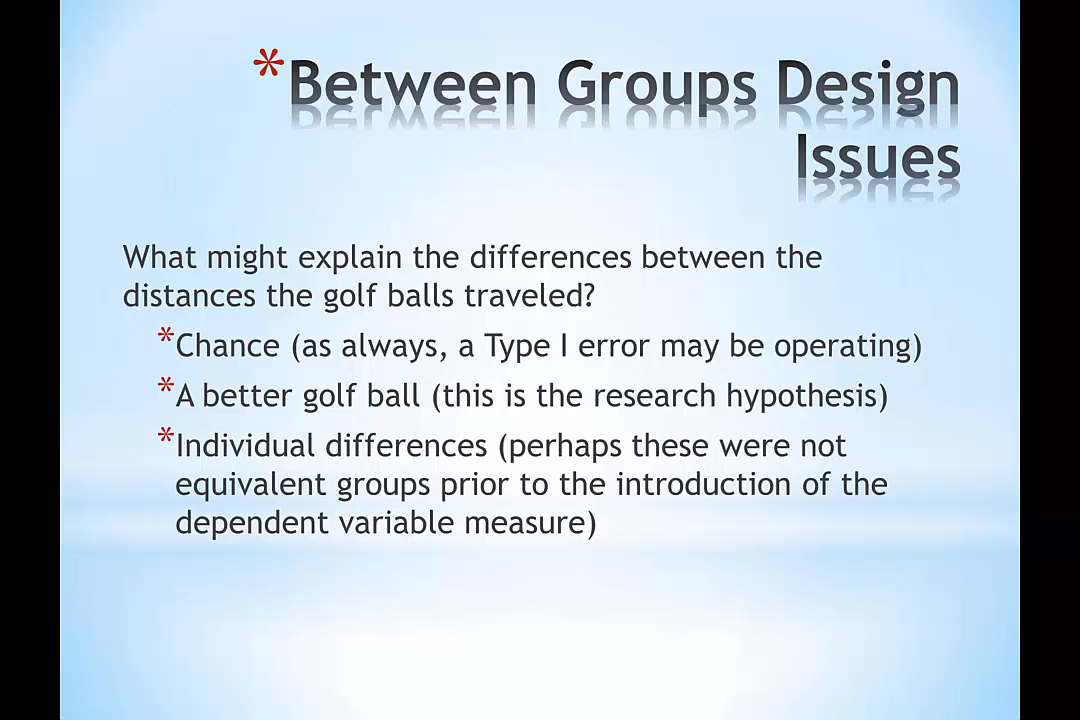 *Between Groups Design
Issues
What might explain the differences between the
distances the golf balls traveled?
*Chance (as always, a Type I error may be operating)
*A better golf ball (this is the research hypothesis)
*Individual differences (perhaps these were not
equivalent groups prior to the introduction of the
dependent variable measure)